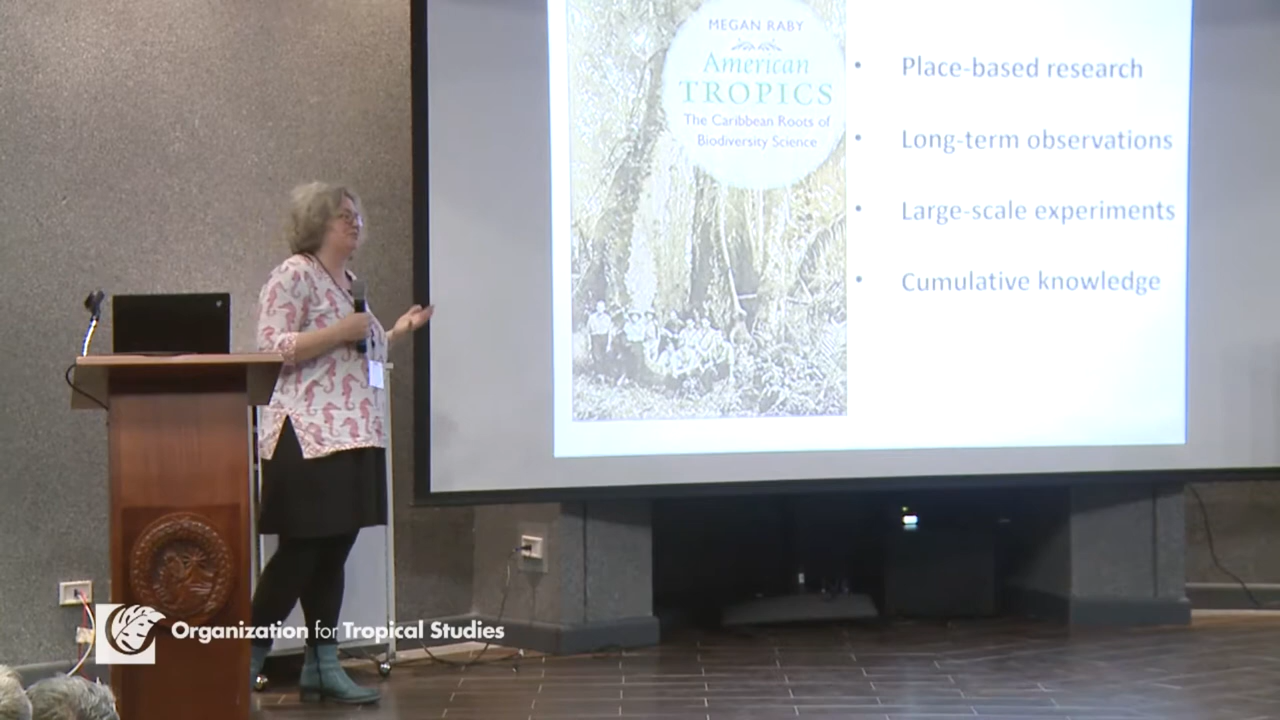 MEGAN RABY
American
TROPICS
The Caribbean Roots of
Biodiversity Science
• Place-based research
• Long-term observations
• Large-scale experiments
• Cumulative knowledge
Organization for Tropical Studies